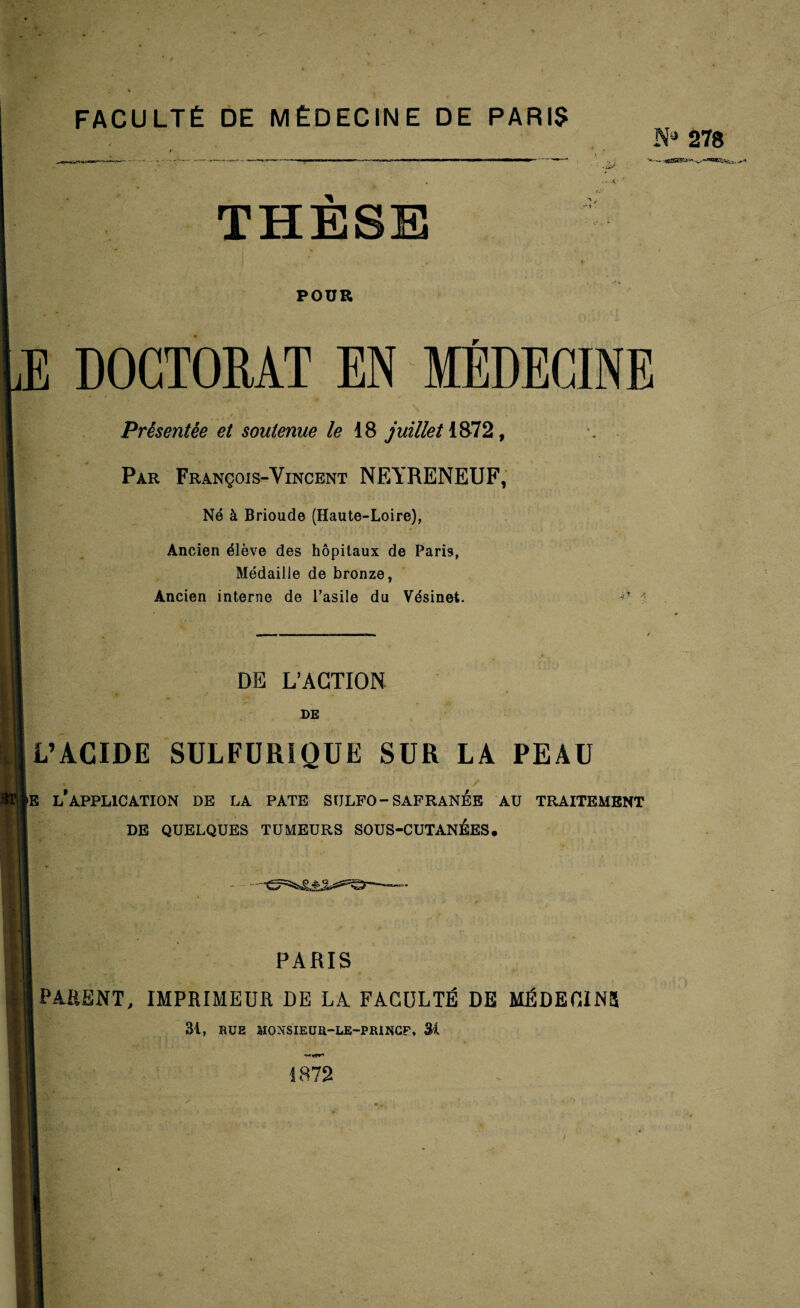 FACULTÉ DE MÉDECINE DE PARIS
N° 278
THÈSE
POUR
LE DOCTORAT EN MÉDECINE
Présentée et soutenue le 18 juillet 1872,
Par François-Vincent NEYRENEUF,
Né à Brioude (Haute-Loire),
Ancien élève des hôpitaux de Paris,
Médaille de bronze,
Ancien interne de l'asile du Vésinet.
DE L'ACTION
DE
L'ACIDE SULFURIQUE SUR LA PEAU
ET DE L'APPLICATION DE LA PATE SULFO-SAFRANÉE AU TRAITEMENT
DE QUELQUES TUMEURS SOUS-CUTANÉES.
PARIS
PARENT, IMPRIMEUR DE LA FACULTÉ DE MÉDECINE
31, RUE MONSIEUR-LE-PRINCE, 31
1872